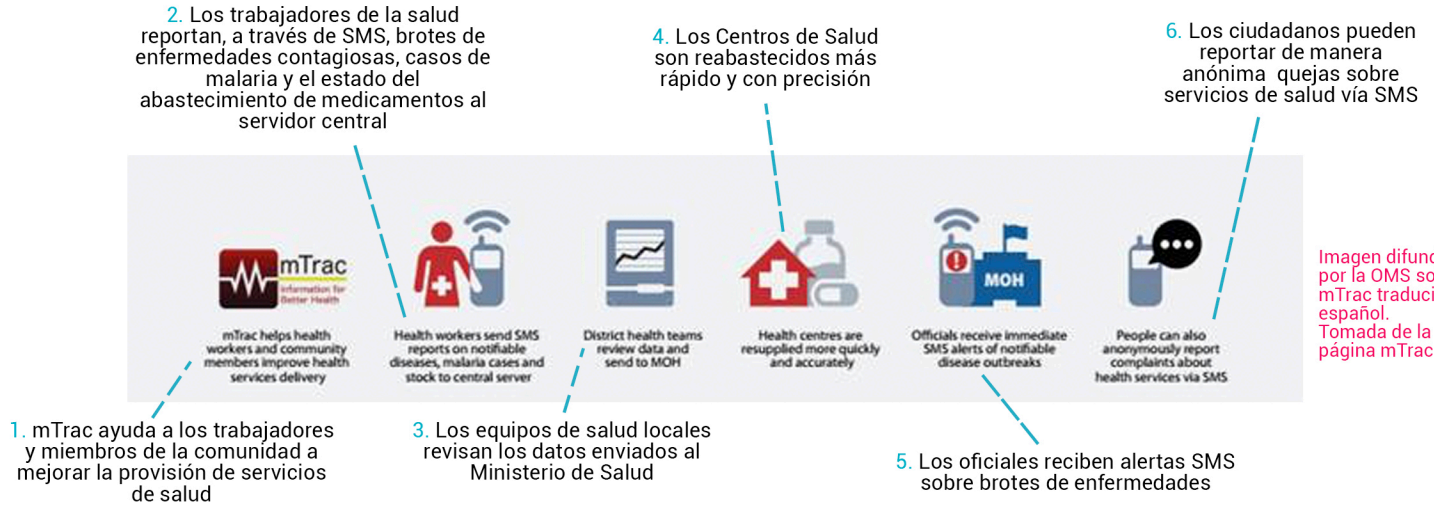 2. Los trabajadores de la salud
reportan, a través de SMS, brotes de
enfermedades contagiosas, casos de
malaria y el estado del
abastecimiento de medicamentos al
servidor central
4. Los Centros de Salud
son reabastecidos más
rápido y con precisión
6. Los ciudadanos pueden
reportar de manera
anónima quejas sobre
servicios de salud vía SMS
mTrac
Information for
Better Health
MOH
mTrac helps health
workers and community
members improve health
services delivery
Health workers send SMS
reports on notifiable
diseases, malaria cases and
stock to central server
District health teams
review data and
send to MOH
Health centres are
resupplied more quickly
and accurately
Officials receive immediate
SMS alerts of notifiable
disease outbreaks
People can also
anonymously report
complaints about
health services via SMS
Imagen
por la OMS
mTrac
español.
Tomada de la
página mTrac
1. mTrac ayuda a los trabajadores
y miembros de la comunidad a
mejorar la provisión de servicios
de salud
3. Los equipos de salud locales
revisan los datos enviados al
Ministerio de Salud
5. Los oficiales reciben alertas SMS
sobre brotes de enfermedades